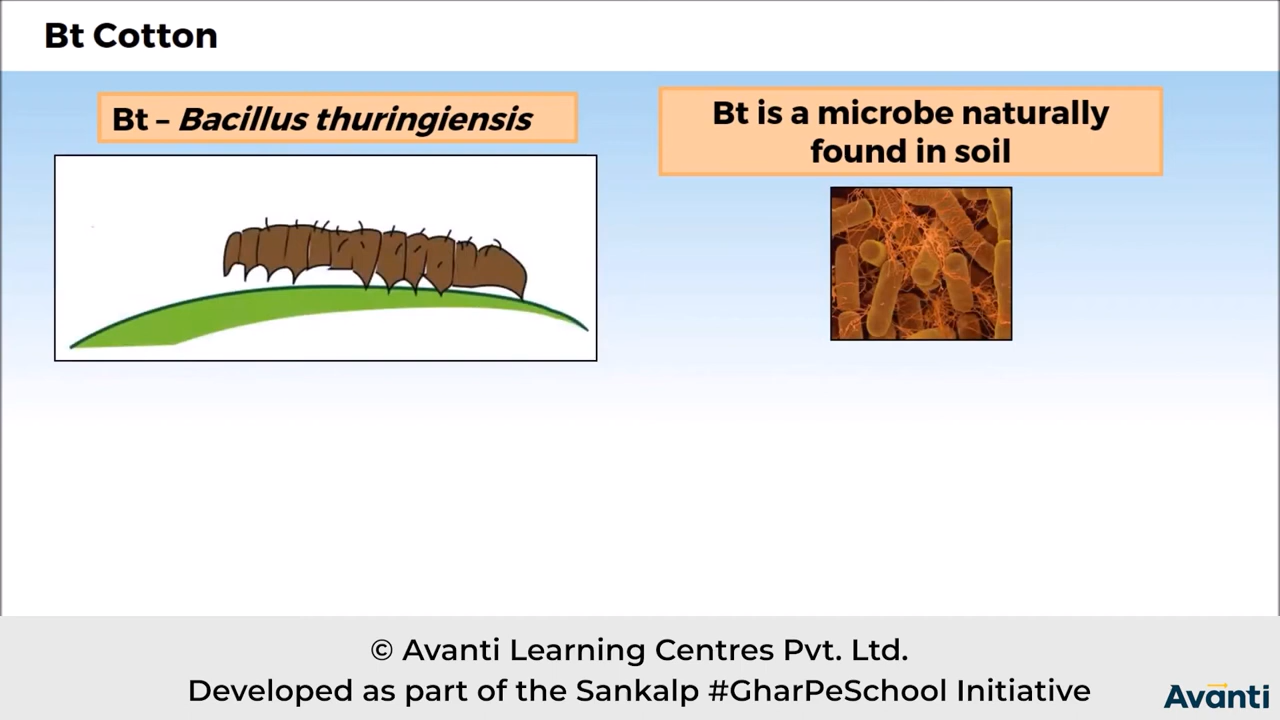 Bt Cotton
Bt – Bacillus thuringiensis
Bt is a microbe naturally
found in soil
© Avanti Learning Centres Pvt. Ltd.
Developed as part of the Sankalp #GharPeSchool Initiative
Avanti